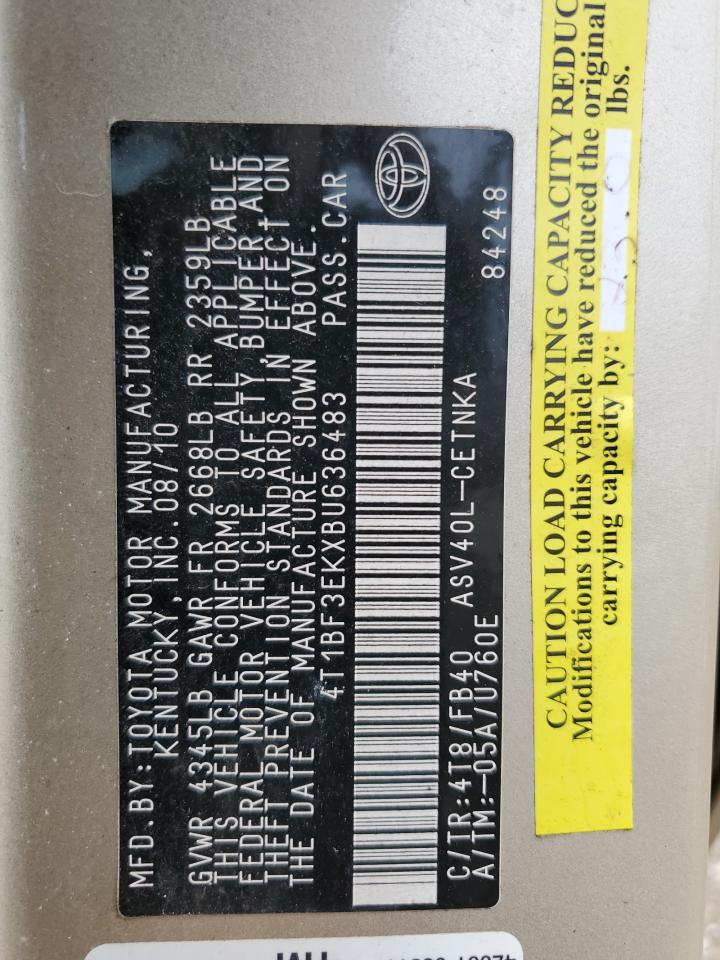 MFD.BY:TOYOTA MOTOR MANUFACTURING,
KENTUCKY,INC.08/10
GVWR 4345LB GAWR FR 2668LB RR 2359LB
THIS VEHICLE CONFORMS TO ALL APPLICABLE
FEDERAL MOTOR VEHICLE SAFETY,BUMPER,AND
THEFT PREVENTION STANDARDS IN EFFECT ON
THE DATE OF MANUFACTURE SHOWN ABOVE.
4T1BF3EKXBU636483 PASS.CAR
C/TR:4T8/FB40 ASV40L-CETNKA
A/TM:-05A/U760E 84248
CAUTION LOAD CARRYING CAPACITY REDUC
Modifications to this vehicle have reduced the original
carrying capacity by: lbs.